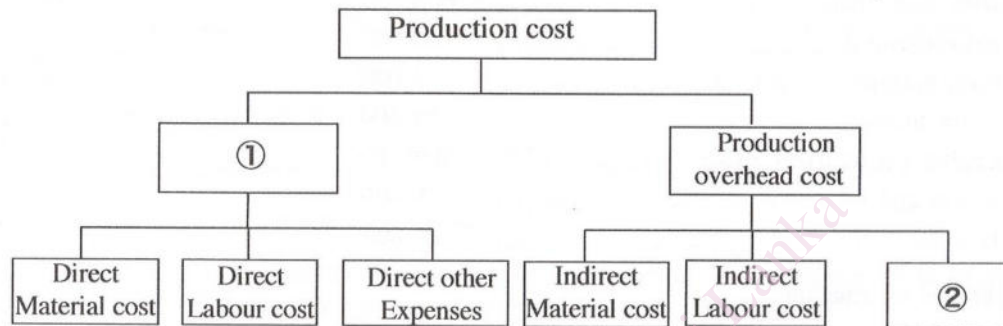 Production cost
①
Production
overhead cost
Direct
Material cost
Direct
Labour cost
Direct other
Expenses
Indirect
Material cost
Indirect
Labour cost
②
Lanka